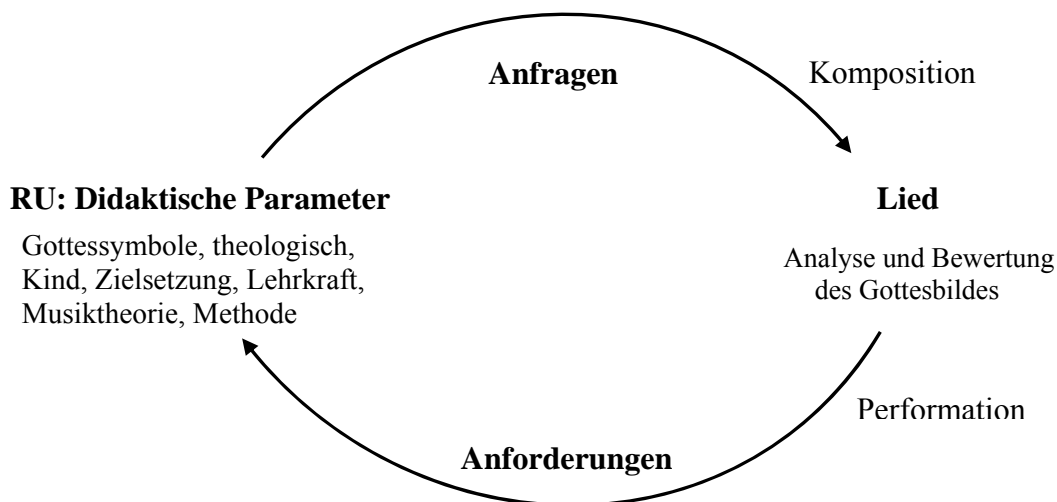 Anfragen
Komposition
RU: Didaktische Parameter
Lied
Gottessymbole, theologisch,
Kind, Zielsetzung, Lehrkraft,
Musiktheorie, Methode
Analyse und Bewertung
des Gottesbildes
Performation
Anforderungen